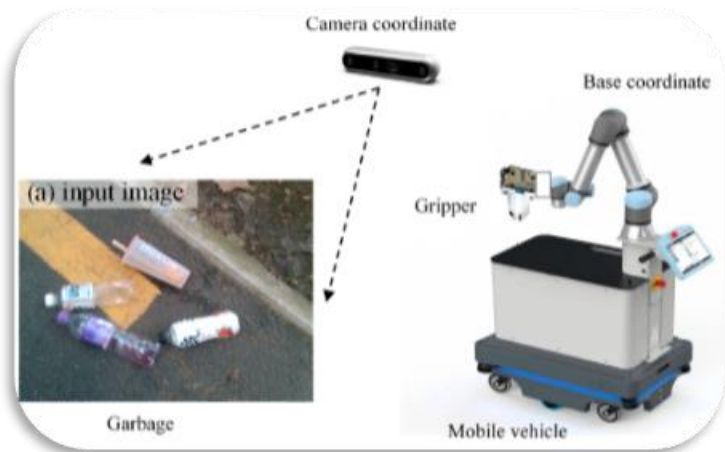 Camera coordinate
Base coordinate
(a) input image
Gripper
Garbage
Mobile vehicle